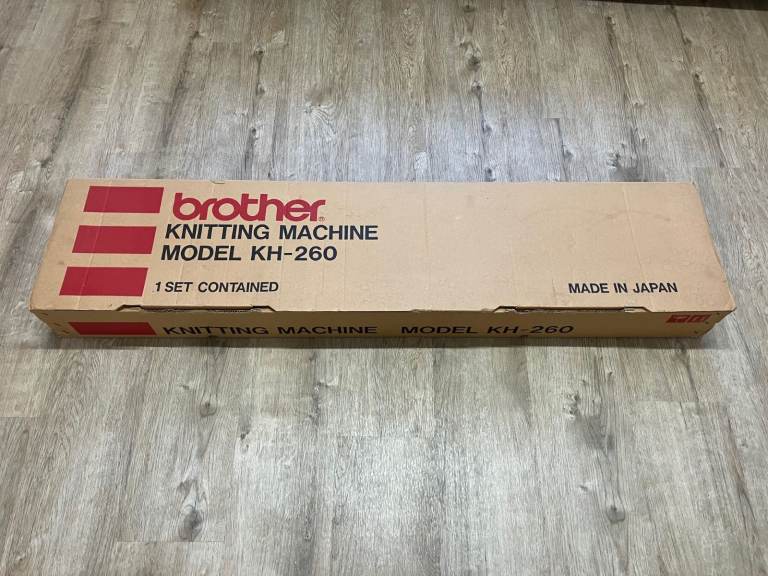 brother®
KNITTING MACHINE
MODEL KH-260
1 SET CONTAINED
MADE IN JAPAN
KNITTING MACHINE MODEL KH-260